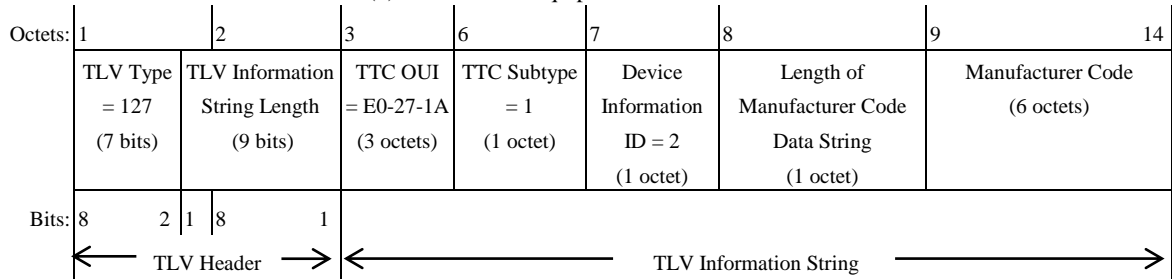 Octets: 1 2 3 6 7 8 9 14
TLV Type TLV Information TTC OUI TTC Subtype Device Length of Manufacturer Code
= 127 String Length = E0-27-1A = 1 Information Manufacturer Code (6 octets)
(7 bits) (9 bits) (3 octets) (1 octet) ID = 2 Data String
(1 octet) (1 octet)
Bits: 8 2 1 8 1
TLV Header TLV Information String